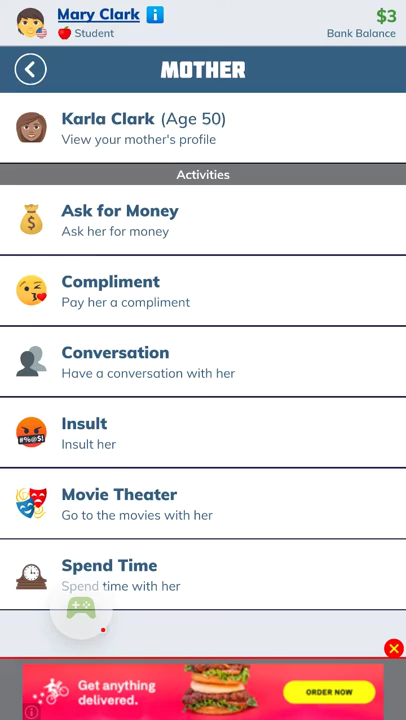 Mary Clark
$3
Student
Bank Balance
MOTHER
Karla Clark (Age 50)
View your mother's profile
Activities
Ask for Money
Ask her for money
Compliment
Pay her a compliment
Conversation
Have a conversation with her
#%@$!
Insult
Insult her
Movie Theater
Go to the movies with her
Spend Time
Spend time with her
Get anything
delivered.
ORDER NOW